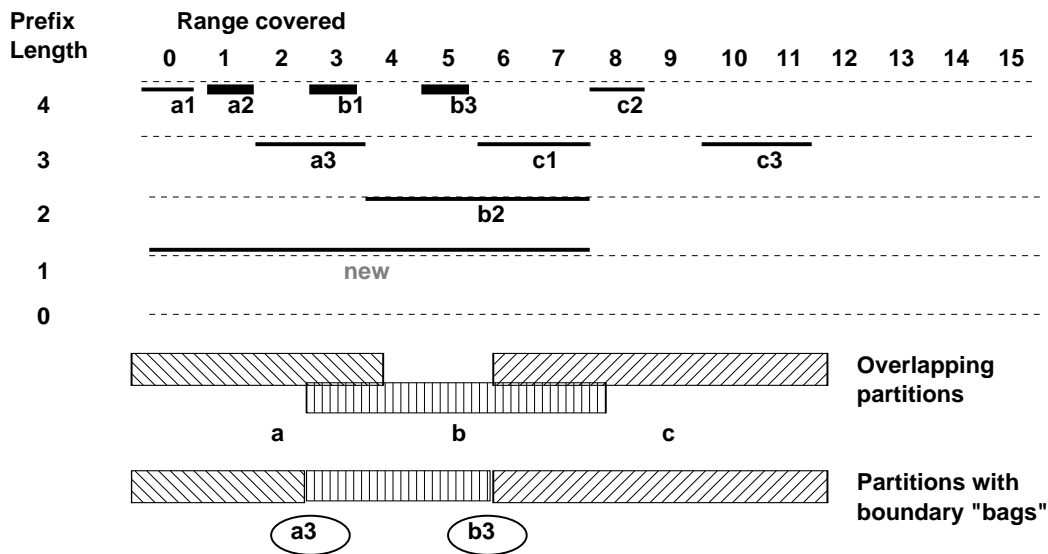 Prefix Length
Range covered
0 1 2 3 4 5 6 7 8 9 10 11 12 13 14 15
4
a1 a2 b1 b3 c2
3
a3 c1 c3
2
b2
1
new
0
Overlapping partitions
a b c
Partitions with boundary "bags"
a3 b3